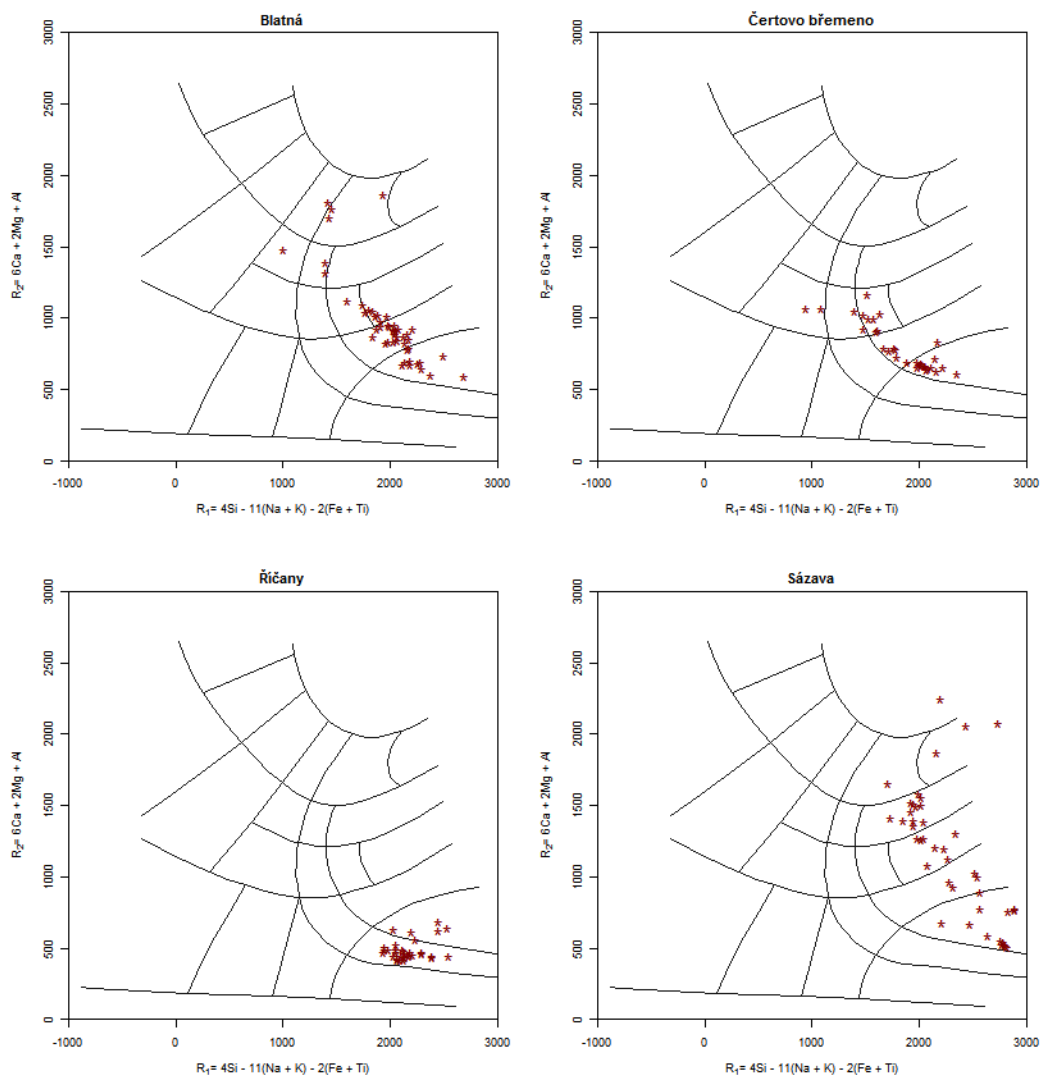 Blatná
3000
2500
2000
1500
1000
500
0
R2= 6Ca + 2Mg + Al
-1000 0 1000 2000 3000
R1= 4Si - 11(Na + K) - 2(Fe + Ti)
Čertovo břemeno
3000
2500
2000
1500
1000
500
0
R2= 6Ca + 2Mg + Al
-1000 0 1000 2000 3000
R1= 4Si - 11(Na + K) - 2(Fe + Ti)
Říčany
3000
2500
2000
1500
1000
500
0
R2= 6Ca + 2Mg + Al
-1000 0 1000 2000 3000
R1= 4Si - 11(Na + K) - 2(Fe + Ti)
Sázava
3000
2500
2000
1500
1000
500
0
R2= 6Ca + 2Mg + Al
-1000 0 1000 2000 3000
R1= 4Si - 11(Na + K) - 2(Fe + Ti)